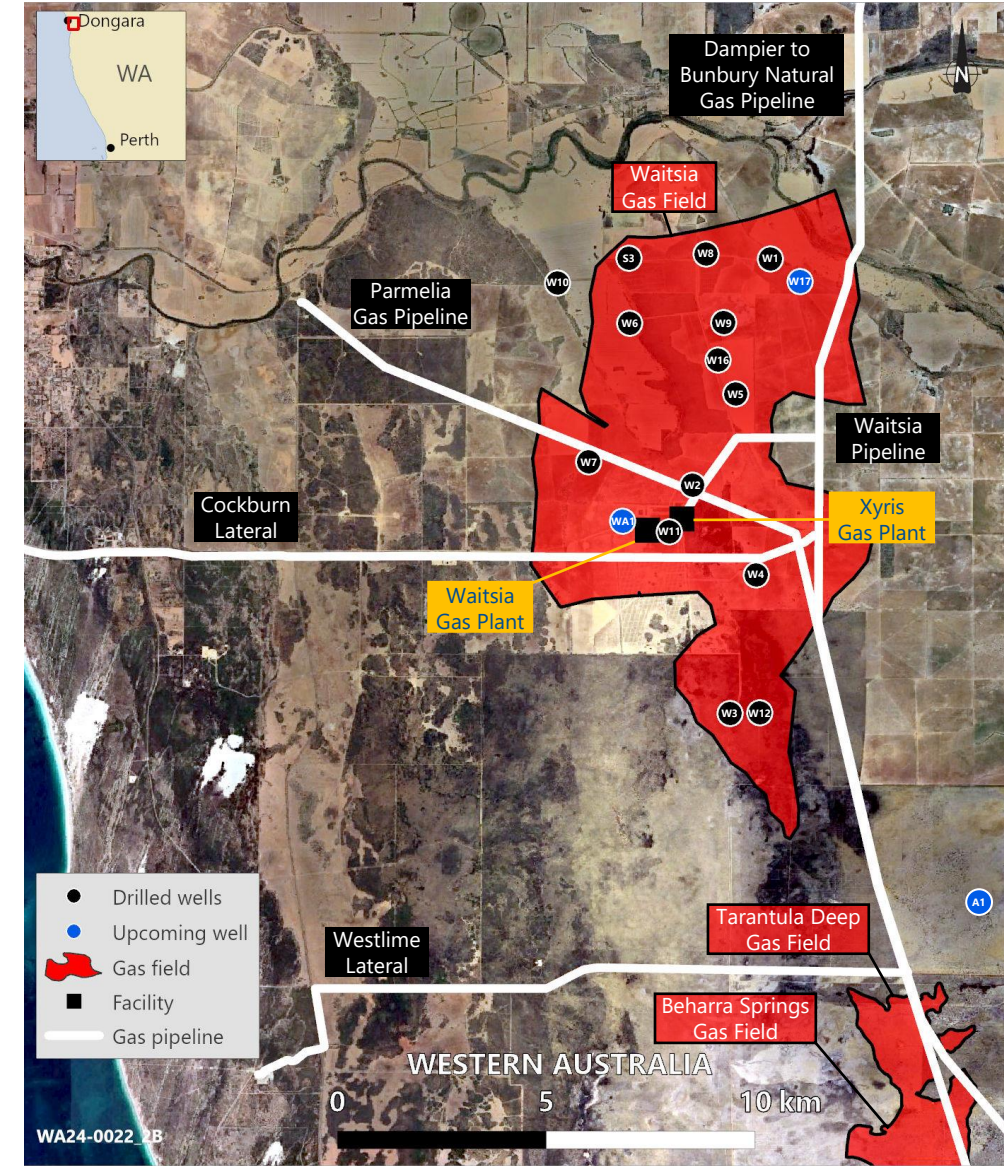 Dongara
WA
Perth
Dampier to
Bunbury Natural
Gas Pipeline
N
Waitsia
Gas Field
S3
W8
W1
W17
W10
Parmelia
Gas Pipeline
W6
W9
W16
W5
Waitsia
Pipeline
W7
W2
Cockburn
Lateral
Xyris
Gas Plant
WA1
W11
W4
Waitsia
Gas Plant
W3
W12
Drilled wells
Upcoming well
Gas field
Facility
Gas pipeline
A1
Tarantula Deep
Gas Field
Westlime
Lateral
Beharra Springs
Gas Field
WESTERN AUSTRALIA
0 5 10 km
WA24-0022_2B